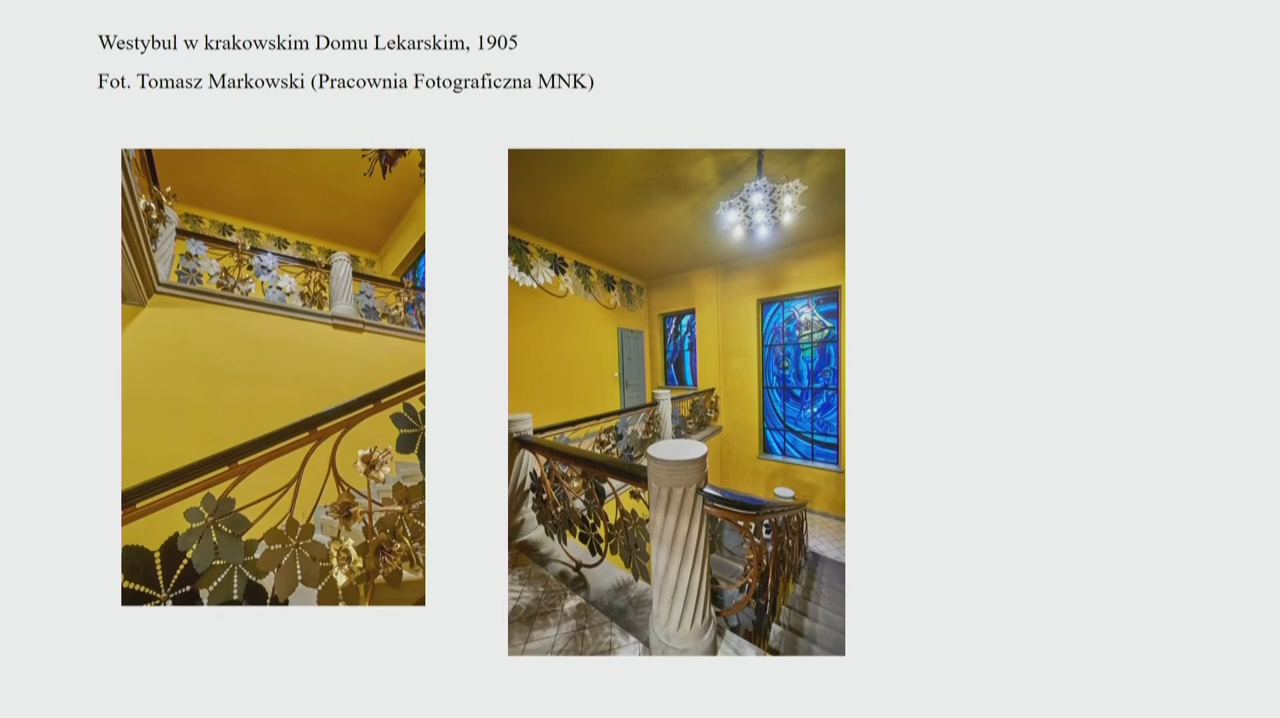 Westybul w krakowskim Domu Lekarskim, 1905
Fot. Tomasz Markowski (Pracownia Fotograficzna MNK)